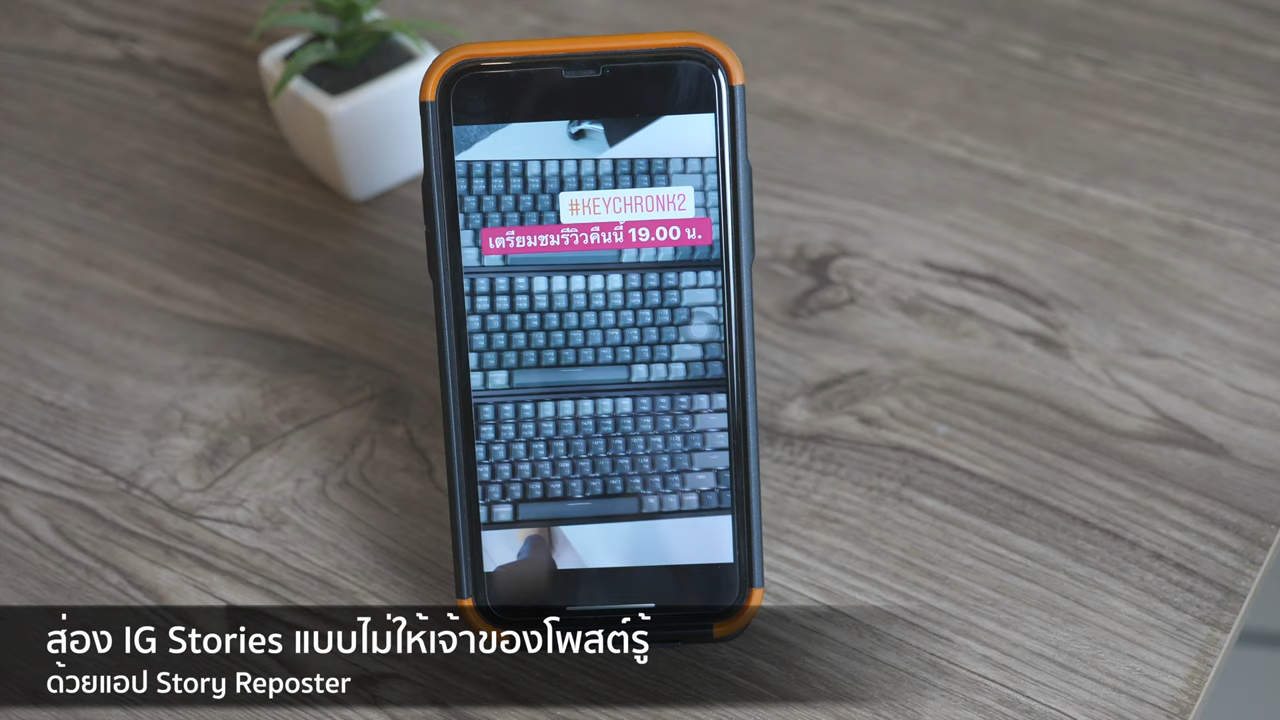 #KEYCHRONK2
เตรียมชมรีวิวคืนนี้ 19.00 น.
ส่อง IG Stories แบบไม่ให้เจ้าของโพสต์รู้
ด้วยแอป Story Reposter